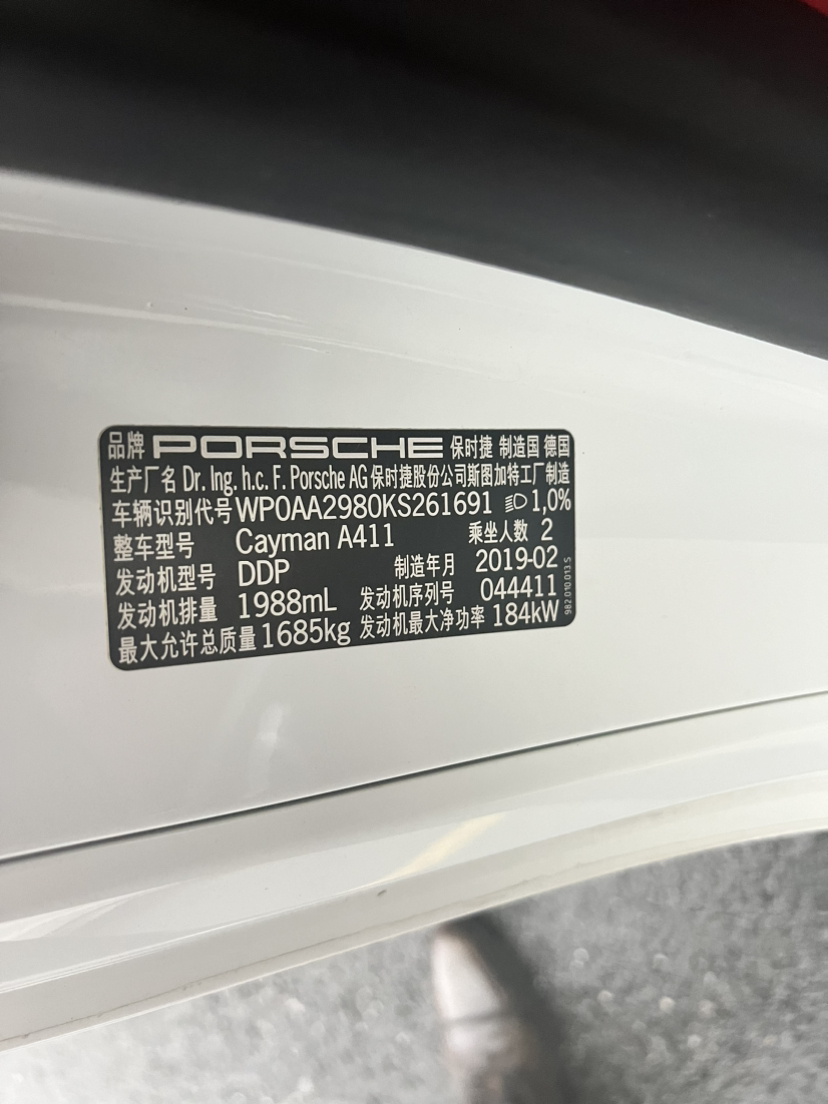 品牌 PORSCHE 保时捷 制造国 德国
生产厂名 Dr. Ing. h.c. F. Porsche AG 保时捷股份公司斯图加特工厂制造
车辆识别代号 WP0AA2980KS261691 1,0%
整车型号 Cayman A411 乘坐人数 2
发动机型号 DDP 制造年月 2019-02
发动机排量 1988mL 发动机序列号 044411
最大允许总质量 1685kg 发动机最大净功率 184kW
982.010.013.S